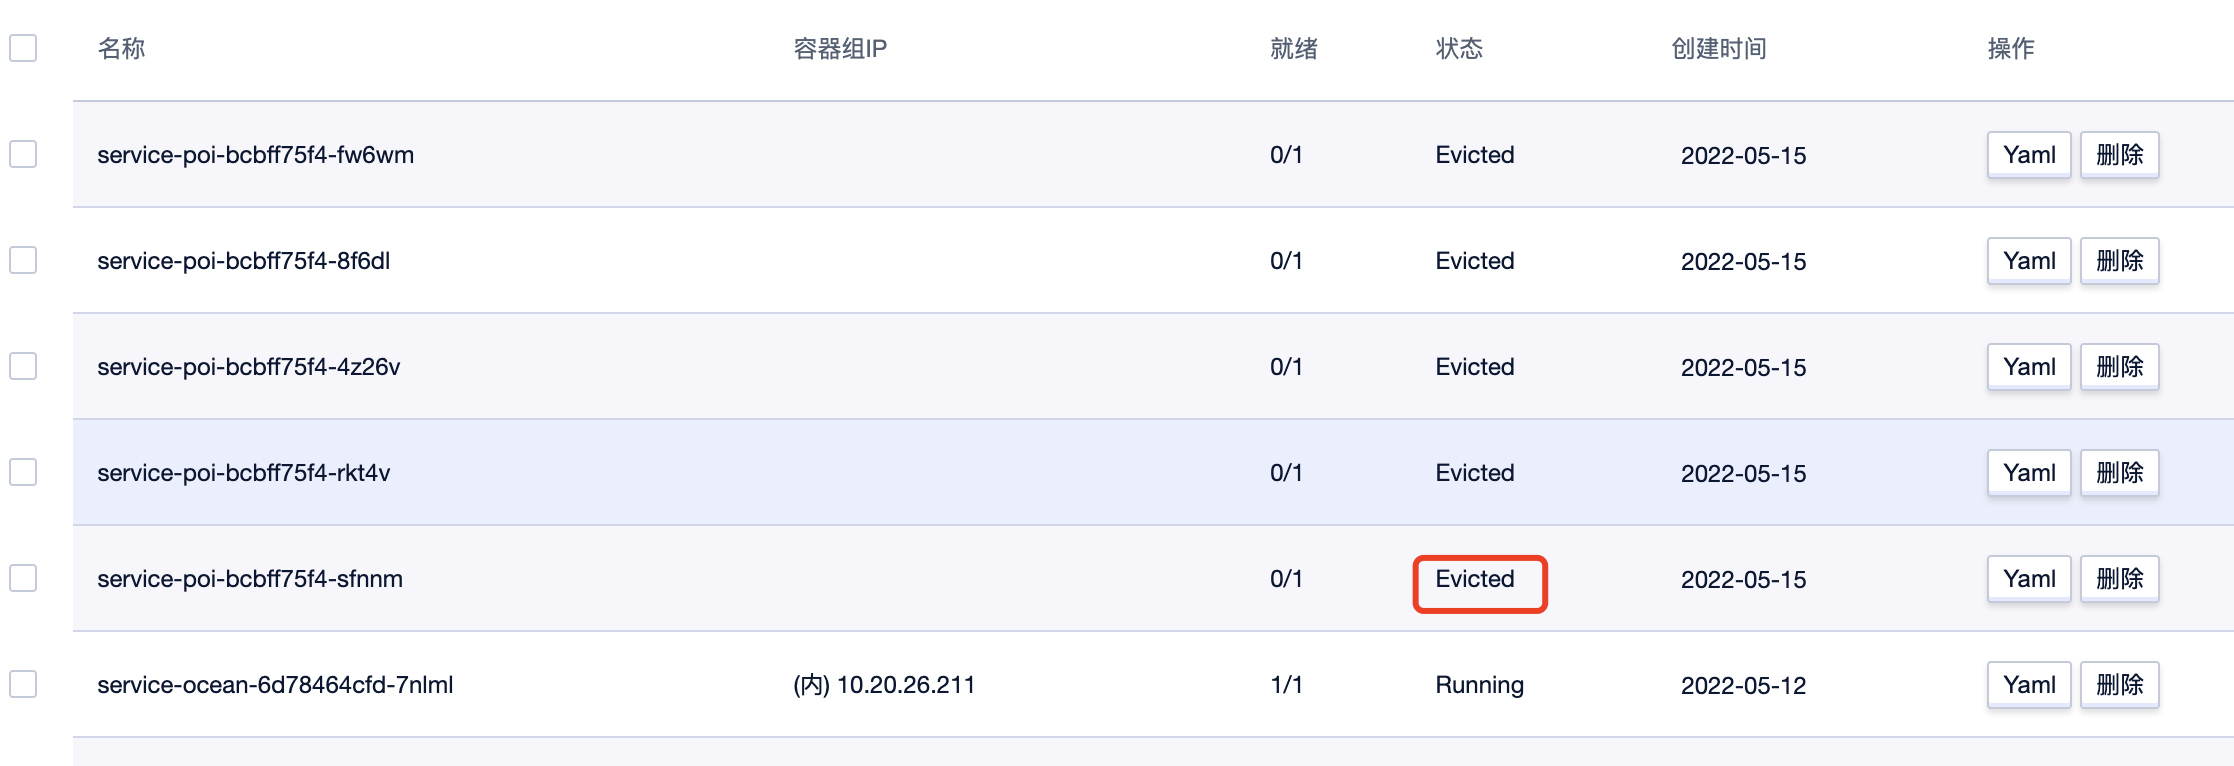 名称 容器组IP 就绪 状态 创建时间 操作
service-poi-bcbff75f4-fw6wm 0/1 Evicted 2022-05-15 Yaml 删除
service-poi-bcbff75f4-8f6dl 0/1 Evicted 2022-05-15 Yaml 删除
service-poi-bcbff75f4-4z26v 0/1 Evicted 2022-05-15 Yaml 删除
service-poi-bcbff75f4-rkt4v 0/1 Evicted 2022-05-15 Yaml 删除
service-poi-bcbff75f4-sfnnm 0/1 Evicted 2022-05-15 Yaml 删除
service-ocean-6d78464cfd-7nlml (内) 10.20.26.211 1/1 Running 2022-05-12 Yaml 删除